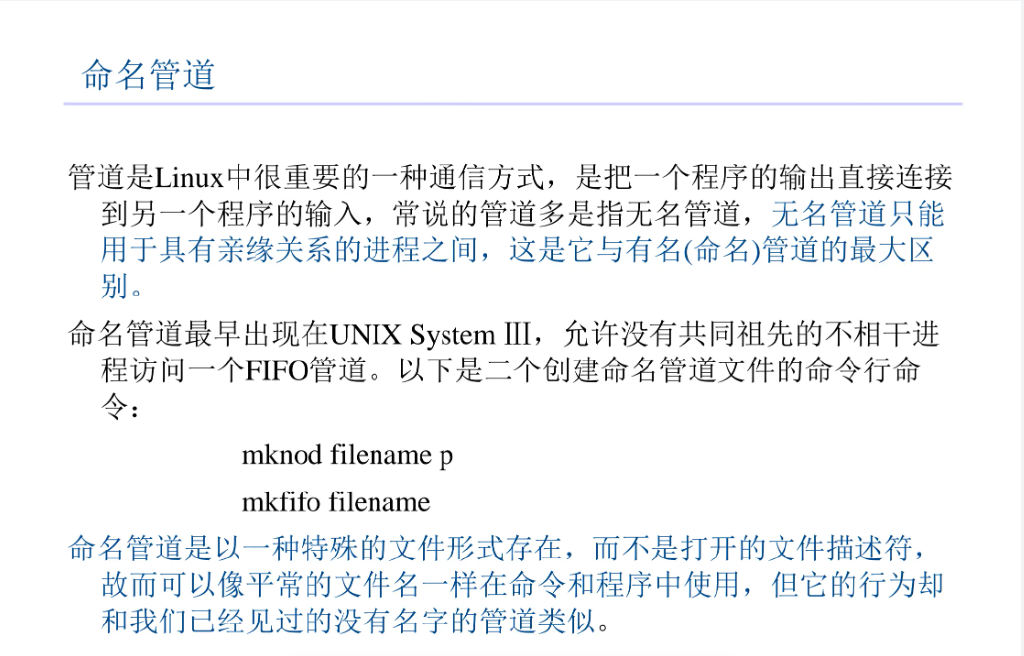 命名管道
管道是Linux中很重要的一种通信方式，是把一个程序的输出直接连接
到另一个程序的输入，常说的管道多是指无名管道，无名管道只能
用于具有亲缘关系的进程之间，这是它与有名(命名)管道的最大区
别。
命名管道最早出现在UNIX System Ⅲ，允许没有共同祖先的不相干进
程访问一个FIFO管道。以下是二个创建命名管道文件的命令行命
令：
mknod filename p
mkfifo filename
命名管道是以一种特殊的文件形式存在，而不是打开的文件描述符，
故而可以像平常的文件名一样在命令和程序中使用，但它的行为却
和我们已经见过的没有名字的管道类似。